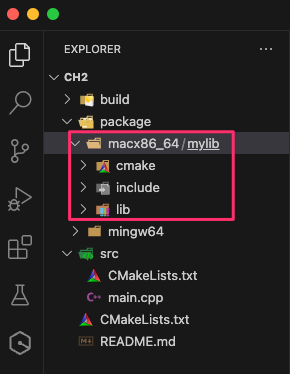 EXPLORER
CH2
build
package
macx86_64/mylib
cmake
include
lib
mingw64
src
CMakeLists.txt
main.cpp
CMakeLists.txt
README.md